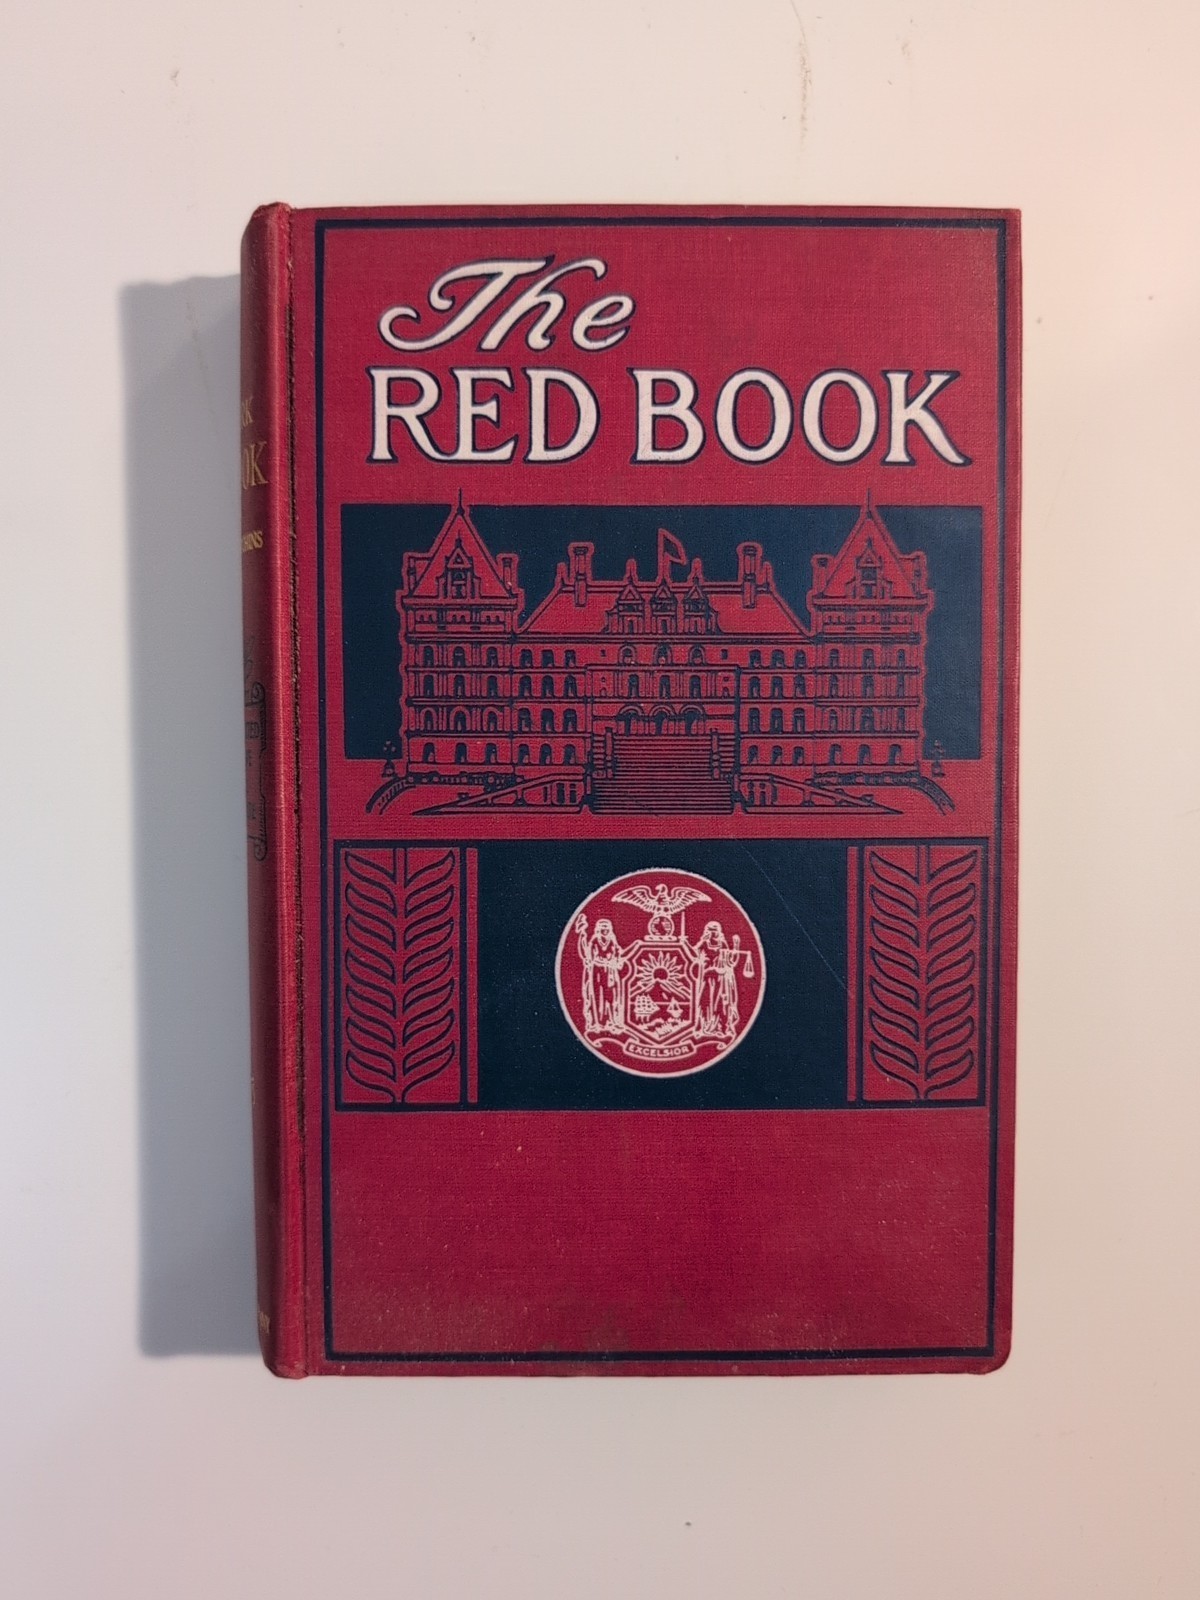 The
RED BOOK
EXCELSIOR